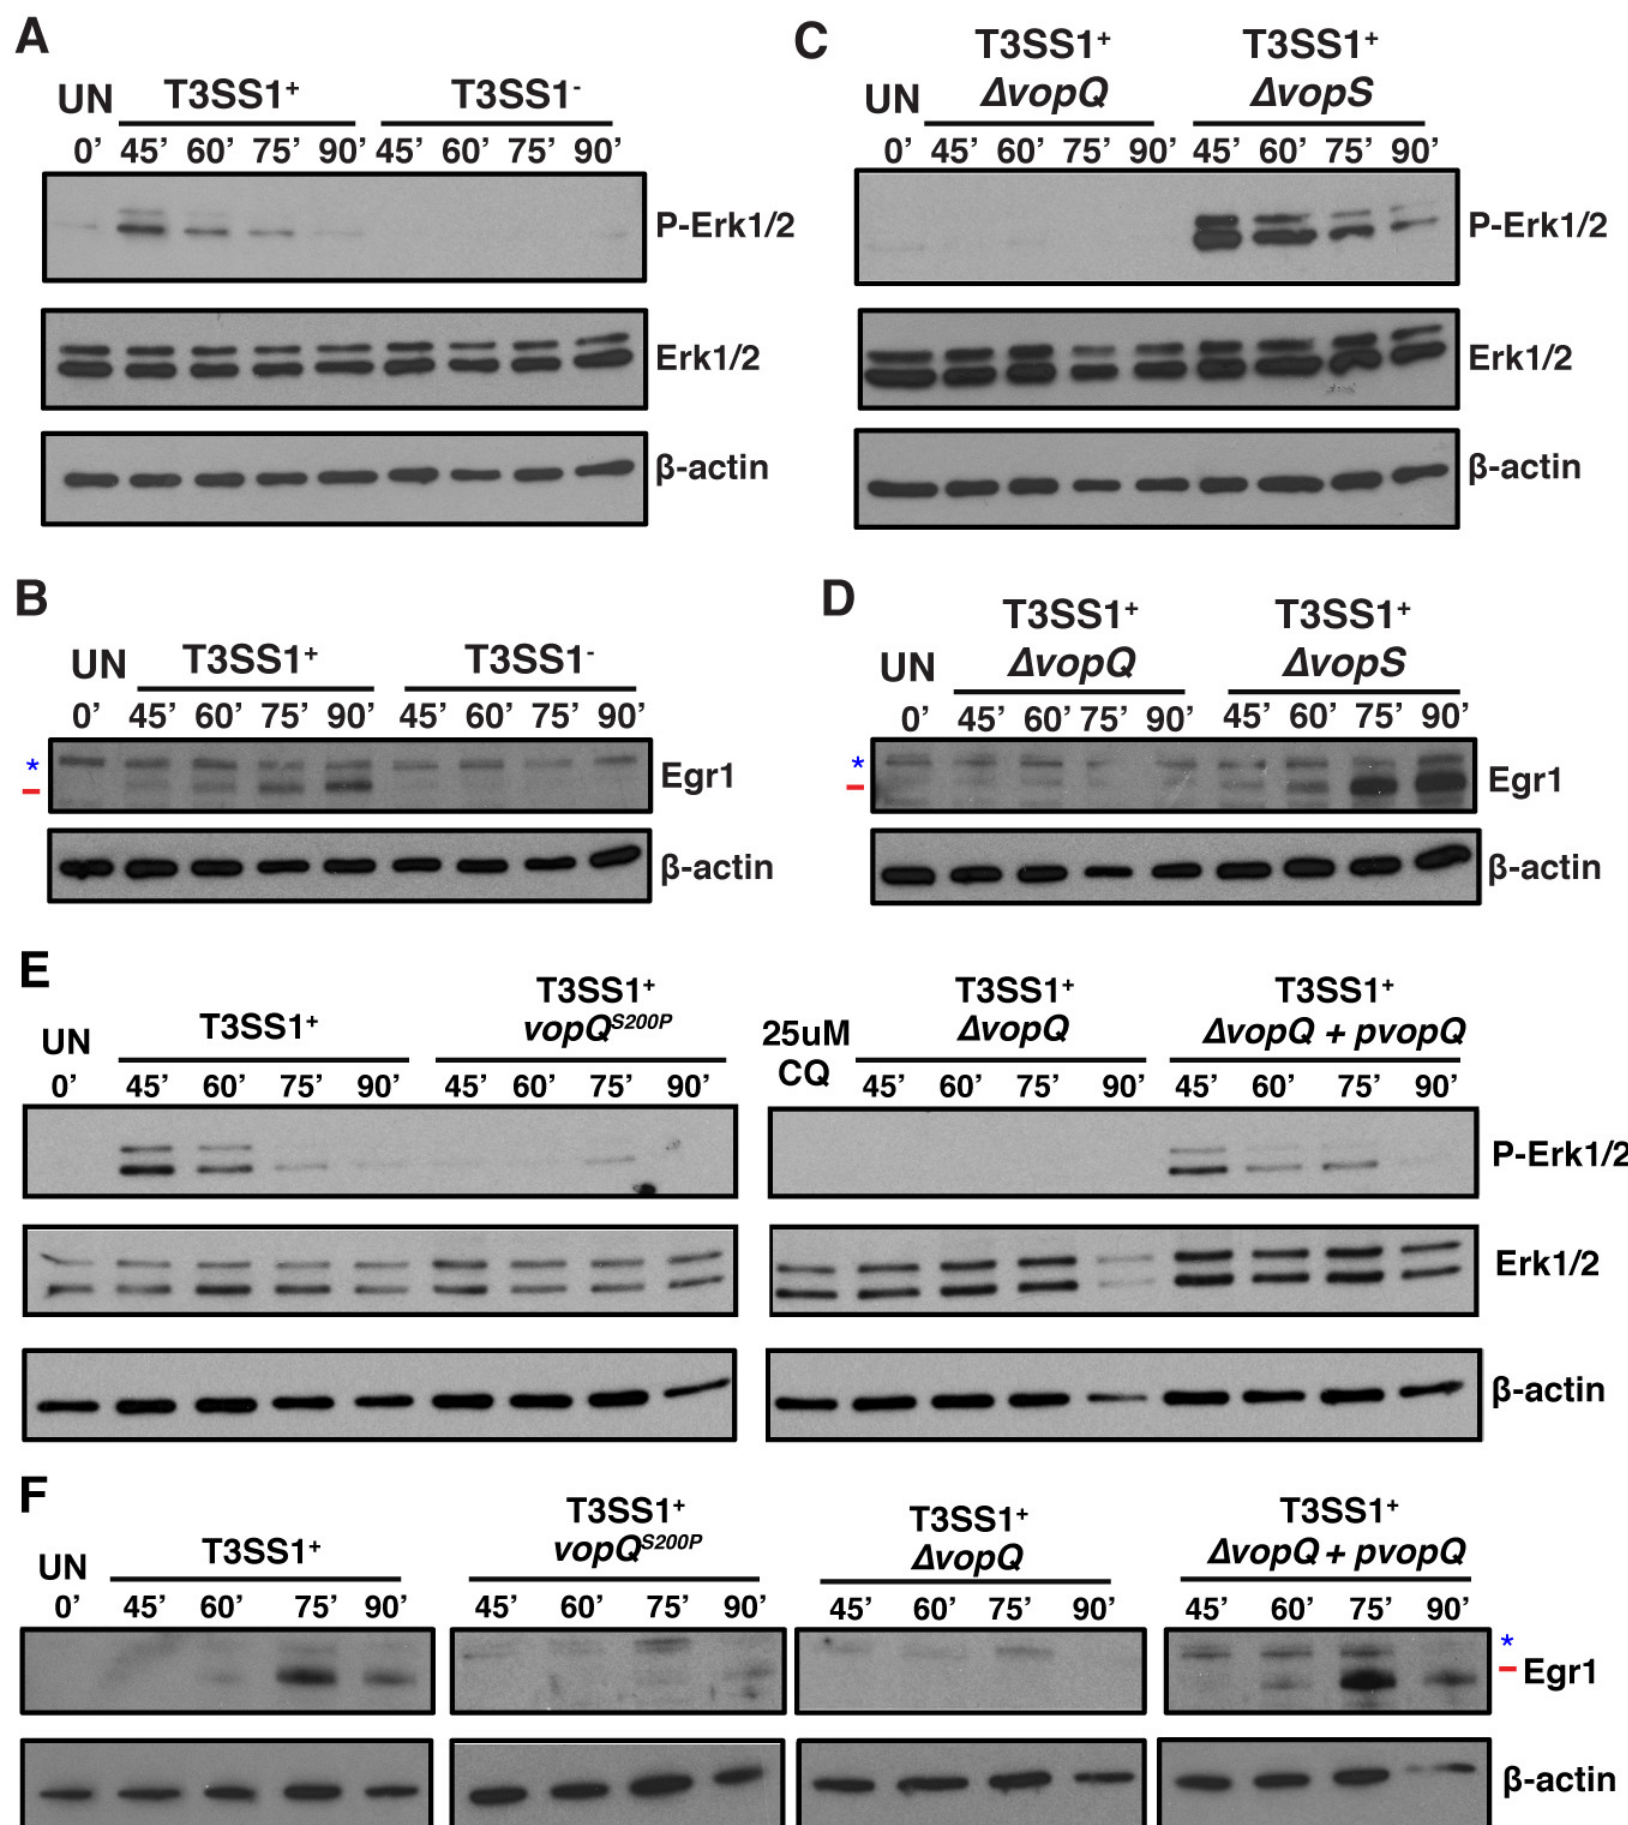 A
UN T3SS1⁺ T3SS1⁻
0’ 45’ 60’ 75’ 90’ 45’ 60’ 75’ 90’
P-Erk1/2
Erk1/2
β-actin
C
T3SS1⁺ T3SS1⁺
UN ΔvopQ ΔvopS
0’ 45’ 60’ 75’ 90’ 45’ 60’ 75’ 90’
P-Erk1/2
Erk1/2
β-actin
B
UN T3SS1⁺ T3SS1⁻
0’ 45’ 60’ 75’ 90’ 45’ 60’ 75’ 90’
* Egr1
–
β-actin
D
T3SS1⁺ T3SS1⁺
UN ΔvopQ ΔvopS
0’ 45’ 60’ 75’ 90’ 45’ 60’ 75’ 90’
* Egr1
–
β-actin
E
T3SS1⁺ T3SS1⁺ T3SS1⁺
UN T3SS1⁺ vopQS200P 25uM ΔvopQ ΔvopQ + pvopQ
CQ
0’ 45’ 60’ 75’ 90’ 45’ 60’ 75’ 90’ 45’ 60’ 75’ 90’ 45’ 60’ 75’ 90’
P-Erk1/2
Erk1/2
β-actin
F
T3SS1⁺ T3SS1⁺ T3SS1⁺
UN T3SS1⁺ vopQS200P ΔvopQ ΔvopQ + pvopQ
0’ 45’ 60’ 75’ 90’ 45’ 60’ 75’ 90’ 45’ 60’ 75’ 90’ 45’ 60’ 75’ 90’
*
– Egr1
β-actin